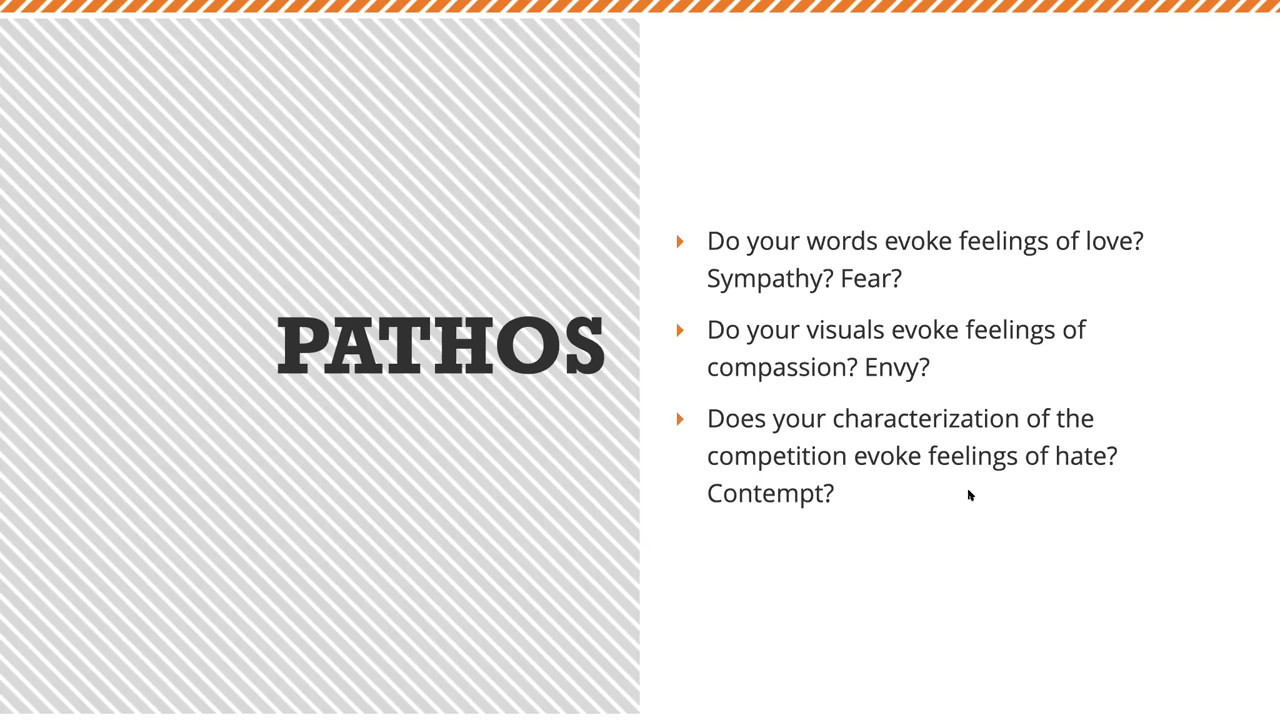 PATHOS
Do your words evoke feelings of love?
Sympathy? Fear?
Do your visuals evoke feelings of
compassion? Envy?
Does your characterization of the
competition evoke feelings of hate?
Contempt?